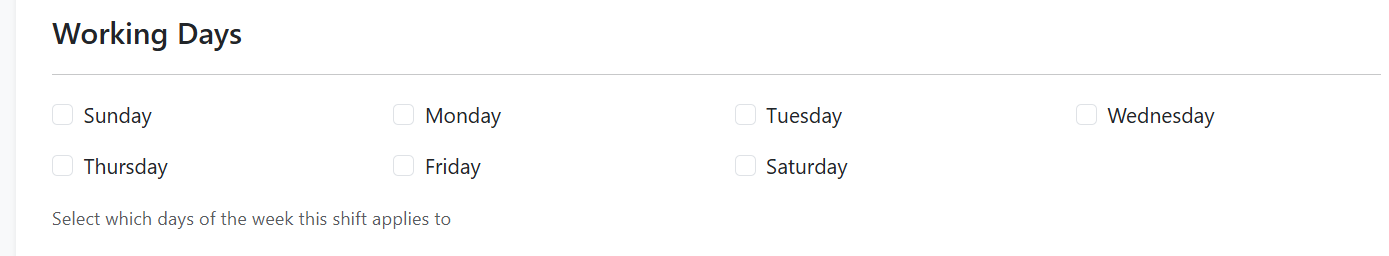 Working Days
Sunday Monday Tuesday Wednesday
Thursday Friday Saturday
Select which days of the week this shift applies to